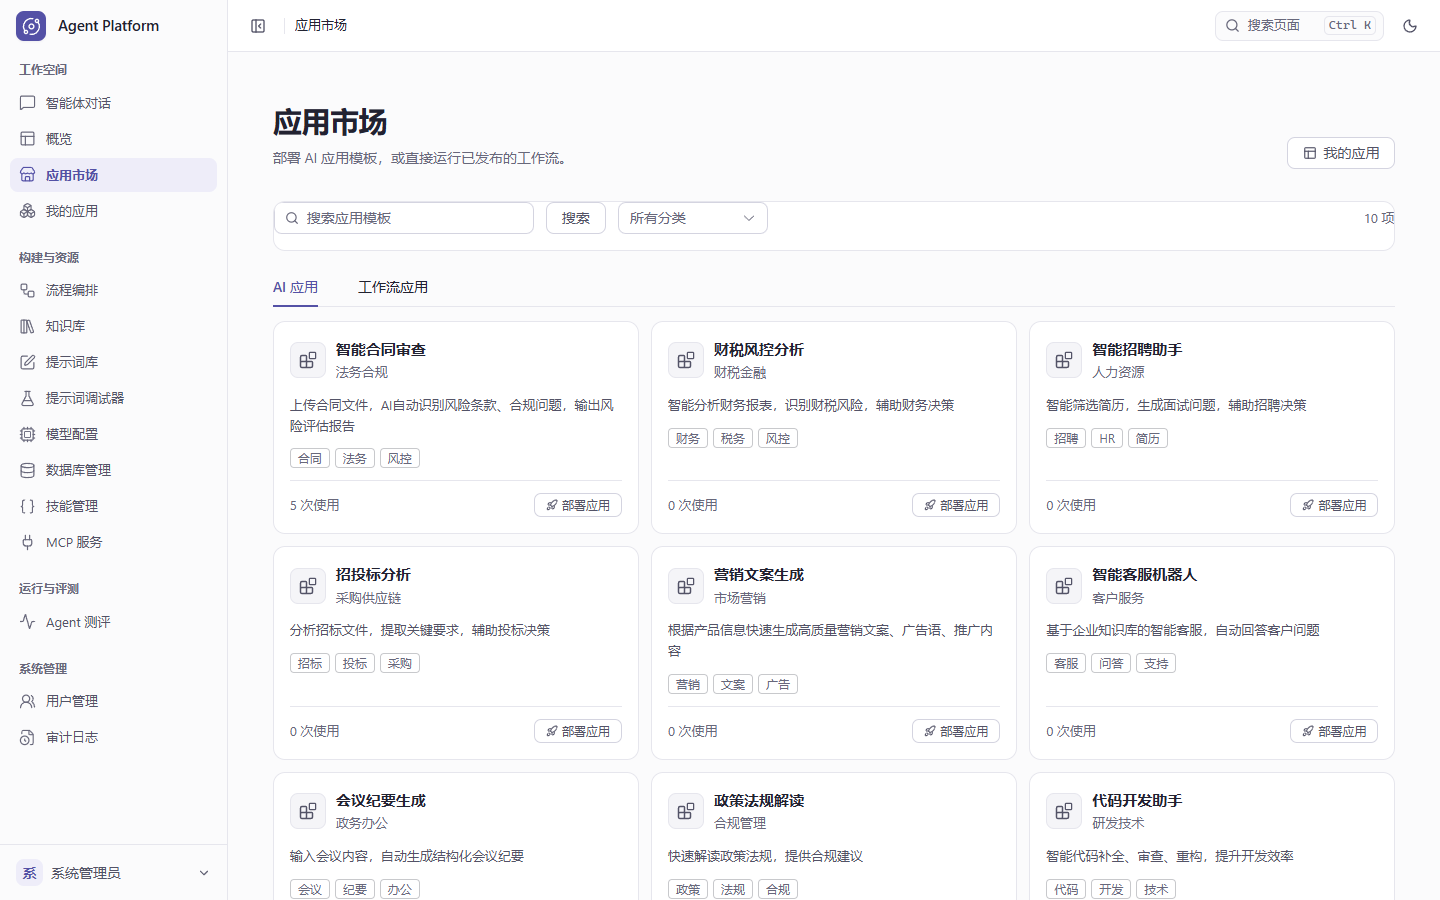 Agent Platform
工作空间
智能体对话
概览
应用市场
我的应用
构建与资源
流程编排
知识库
提示词库
提示词调试器
模型配置
数据库管理
技能管理
MCP 服务
运行与评测
Agent 测评
系统管理
用户管理
审计日志
系 系统管理员
应用市场
搜索页面 Ctrl K
应用市场
部署 AI 应用模板，或直接运行已发布的工作流。
我的应用
搜索应用模板 搜索 所有分类 10 项
AI 应用 工作流应用
智能合同审查
法务合规
上传合同文件，AI自动识别风险条款、合规问题，输出风
险评估报告
合同 法务 风控
5 次使用 部署应用
财税风控分析
财税金融
智能分析财务报表，识别财税风险，辅助财务决策
财务 税务 风控
0 次使用 部署应用
智能招聘助手
人力资源
智能筛选简历，生成面试问题，辅助招聘决策
招聘 HR 简历
0 次使用 部署应用
招投标分析
采购供应链
分析招标文件，提取关键要求，辅助投标决策
招标 投标 采购
0 次使用 部署应用
营销文案生成
市场营销
根据产品信息快速生成高质量营销文案、广告语、推广内
容
营销 文案 广告
0 次使用 部署应用
智能客服机器人
客户服务
基于企业知识库的智能客服，自动回答客户问题
客服 问答 支持
0 次使用 部署应用
会议纪要生成
政务办公
输入会议内容，自动生成结构化会议纪要
会议 纪要 办公
政策法规解读
合规管理
快速解读政策法规，提供合规建议
政策 法规 合规
代码开发助手
研发技术
智能代码补全、审查、重构，提升开发效率
代码 开发 技术